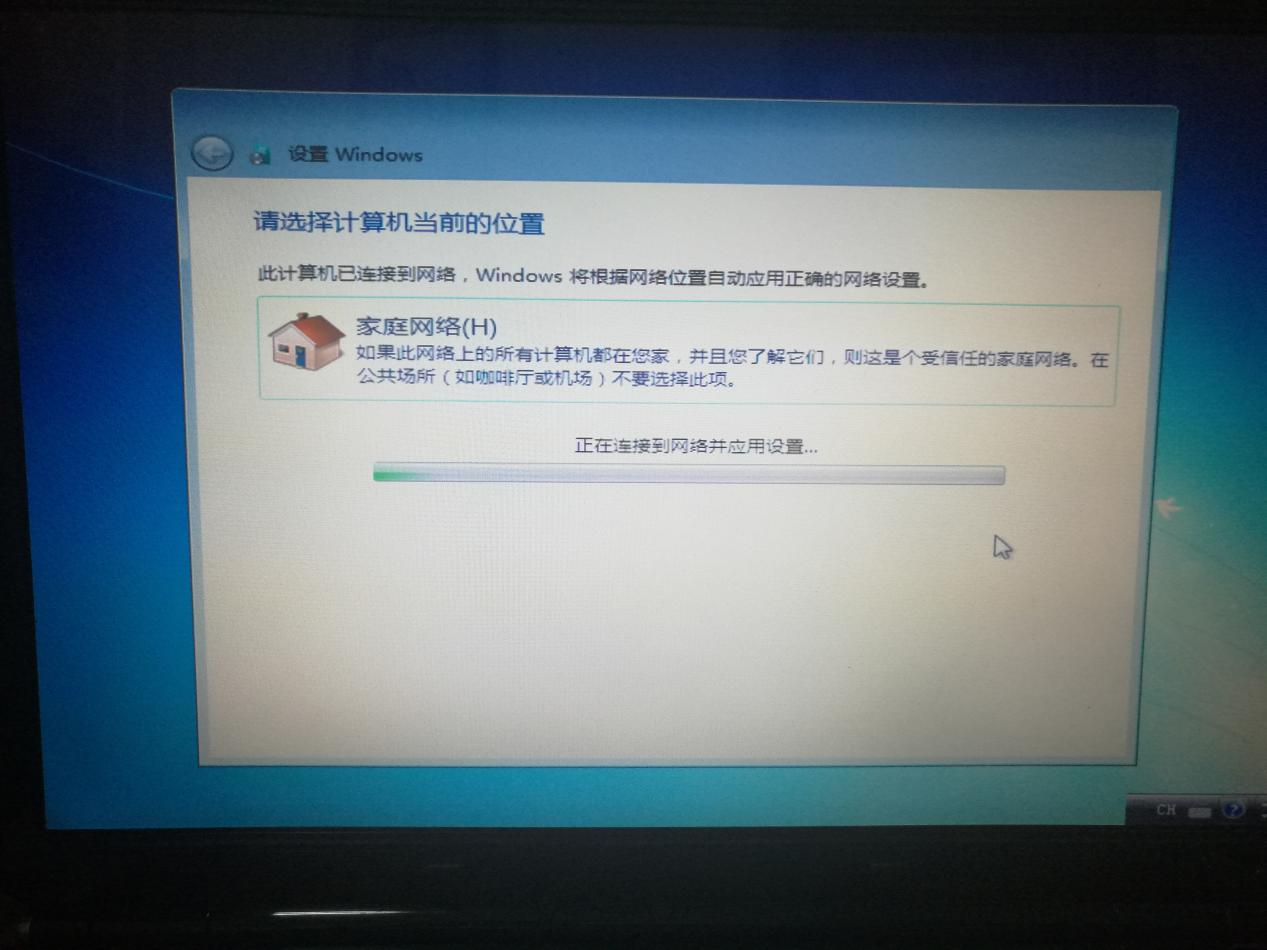 设置 Windows
请选择计算机当前的位置
此计算机已连接到网络，Windows 将根据网络位置自动应用正确的网络设置。
家庭网络(H)
如果此网络上的所有计算机都在您家，并且您了解它们，则这是个受信任的家庭网络。在
公共场所（如咖啡厅或机场）不要选择此项。
正在连接到网络并应用设置...
CH